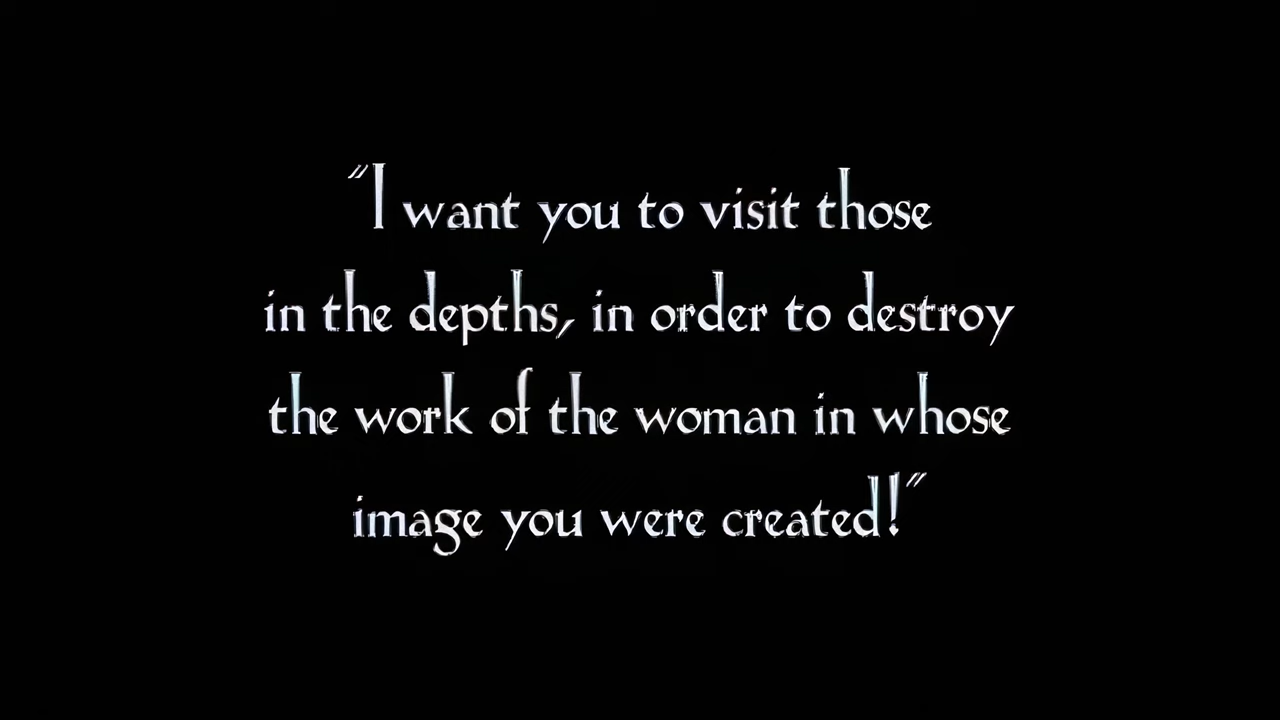 "I want you to visit those
in the depths, in order to destroy
the work of the woman in whose
image you were created!"